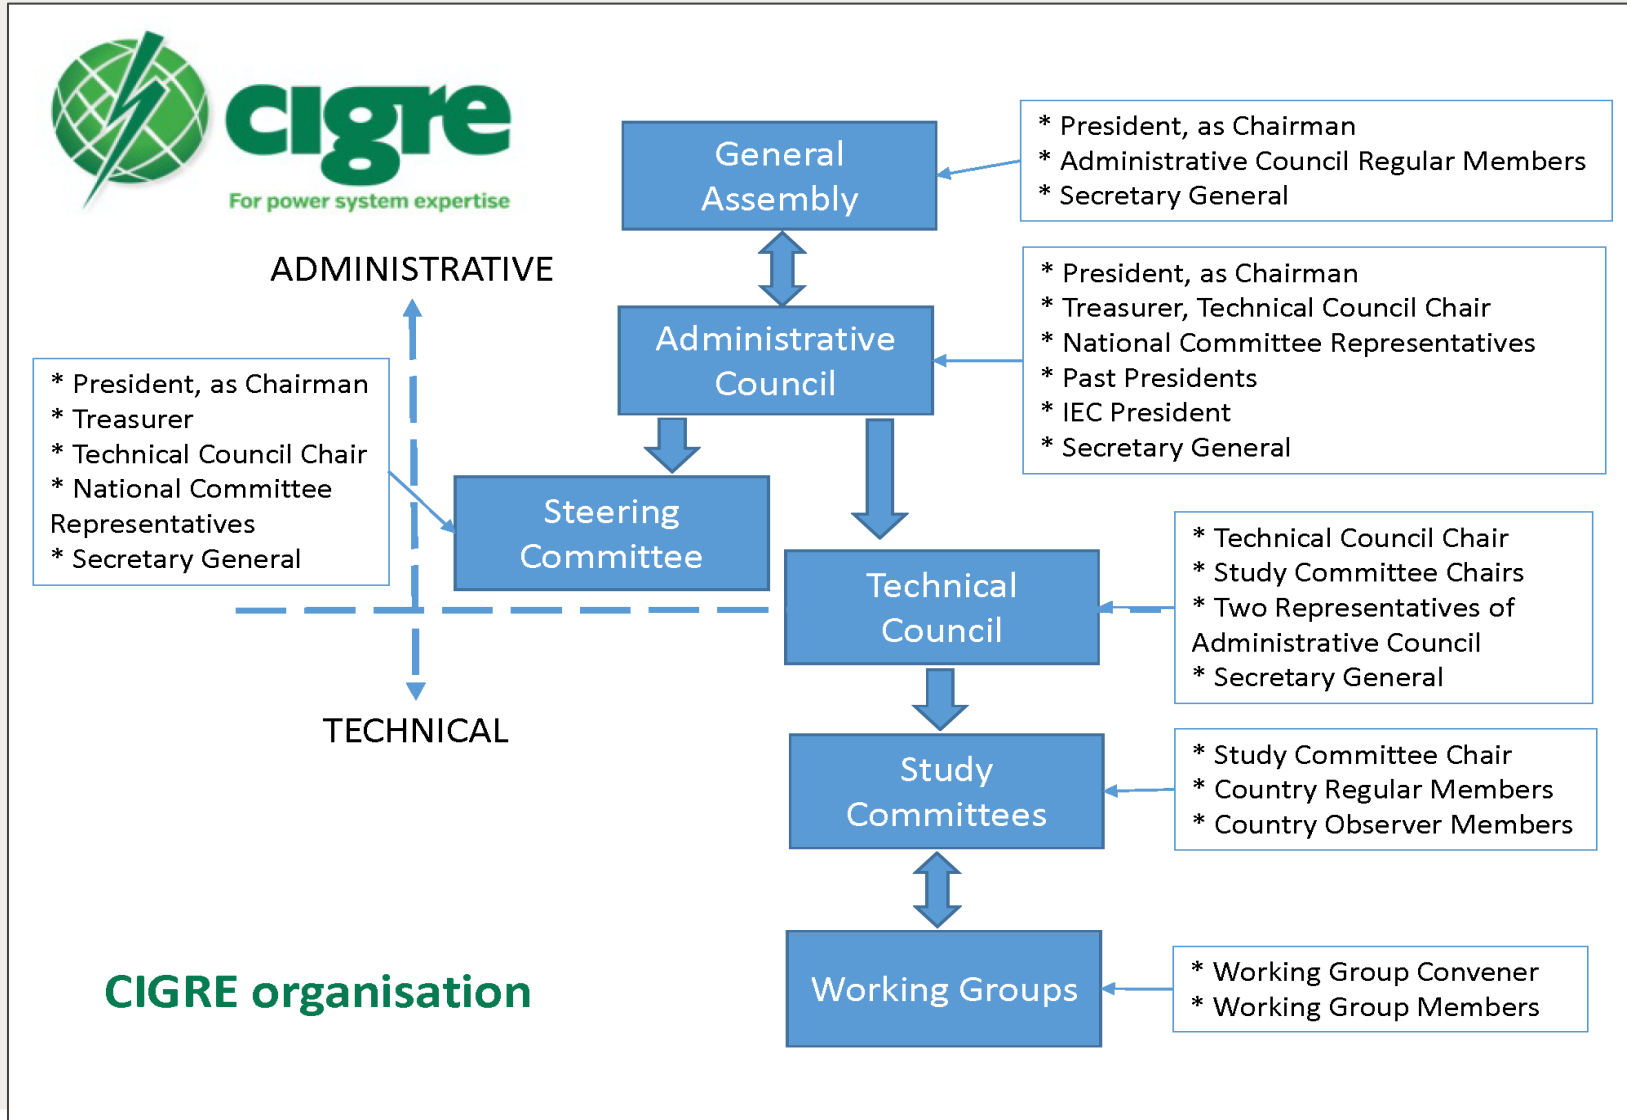 cigre
For power system expertise
General
Assembly
* President, as Chairman
* Administrative Council Regular Members
* Secretary General
ADMINISTRATIVE
Administrative
Council
* President, as Chairman
* Treasurer, Technical Council Chair
* National Committee Representatives
* Past Presidents
* IEC President
* Secretary General
* President, as Chairman
* Treasurer
* Technical Council Chair
* National Committee
Representatives
* Secretary General
Steering
Committee
Technical
Council
* Technical Council Chair
* Study Committee Chairs
* Two Representatives of
Administrative Council
* Secretary General
TECHNICAL
Study
Committees
* Study Committee Chair
* Country Regular Members
* Country Observer Members
CIGRE organisation
Working Groups
* Working Group Convener
* Working Group Members